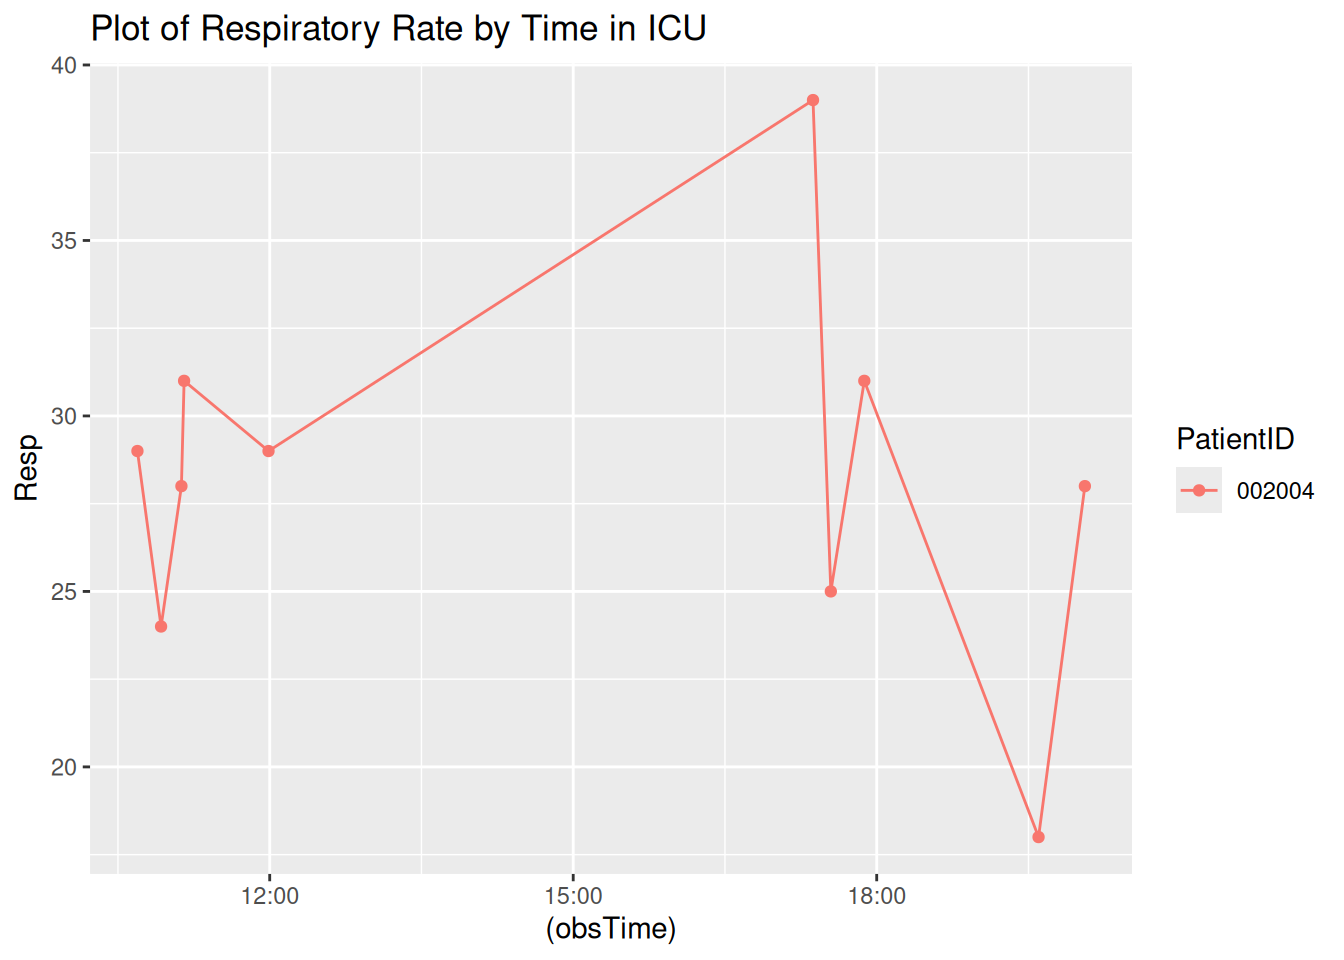 Plot of Respiratory Rate by Time in ICU
40
35
30
25
20
Resp
12:00
15:00
18:00
(obsTime)
PatientID
002004